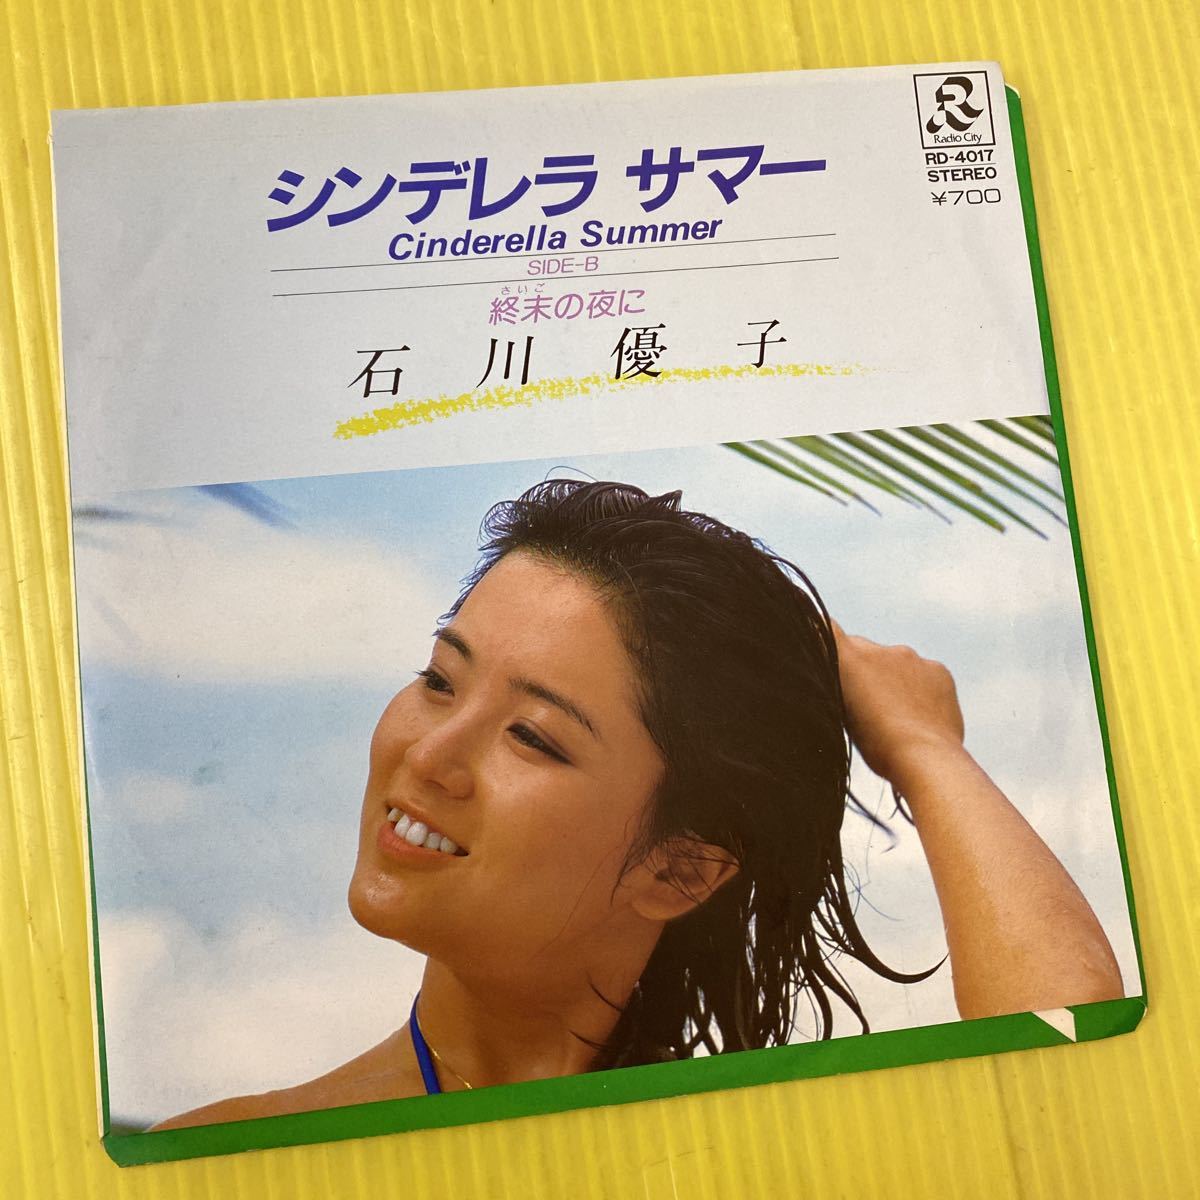 シンデレラ サマー
Cinderella Summer
SIDE-B
さいご
終末の夜に
石川優子
R
Radio City
RD-4017
STEREO
¥700